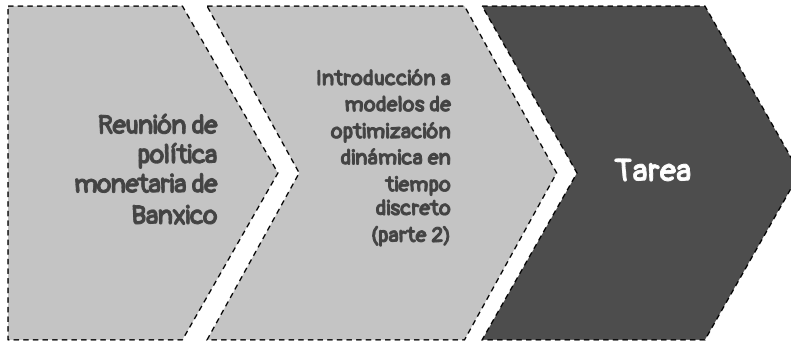 Reunión de
política
monetaria de
Banxico
Introducción a
modelos de
optimización
dinámica en
tiempo
discreto
(parte 2)
Tarea